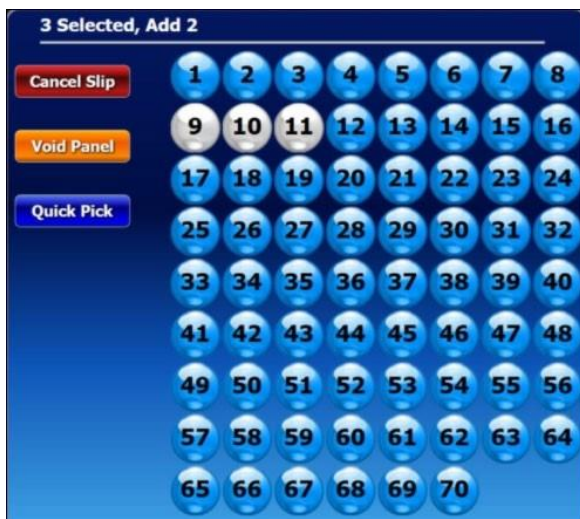 3 Selected, Add 2
Cancel Slip
1 2 3 4 5 6 7 8
Void Panel
9 10 11 12 13 14 15 16
17 18 19 20 21 22 23 24
Quick Pick
25 26 27 28 29 30 31 32
33 34 35 36 37 38 39 40
41 42 43 44 45 46 47 48
49 50 51 52 53 54 55 56
57 58 59 60 61 62 63 64
65 66 67 68 69 70